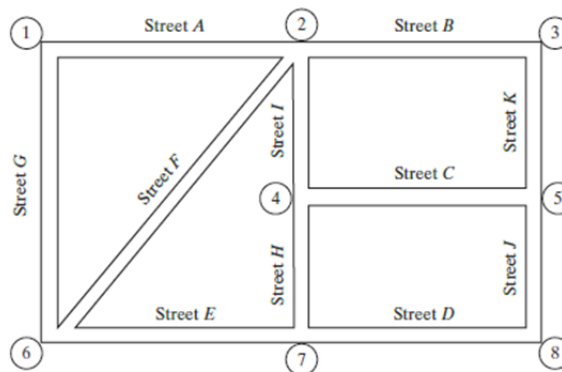 Street A
Street B
1
2
3
Street G
Street F
Street I
Street K
Street C
4
5
Street H
Street J
Street E
Street D
6
7
8